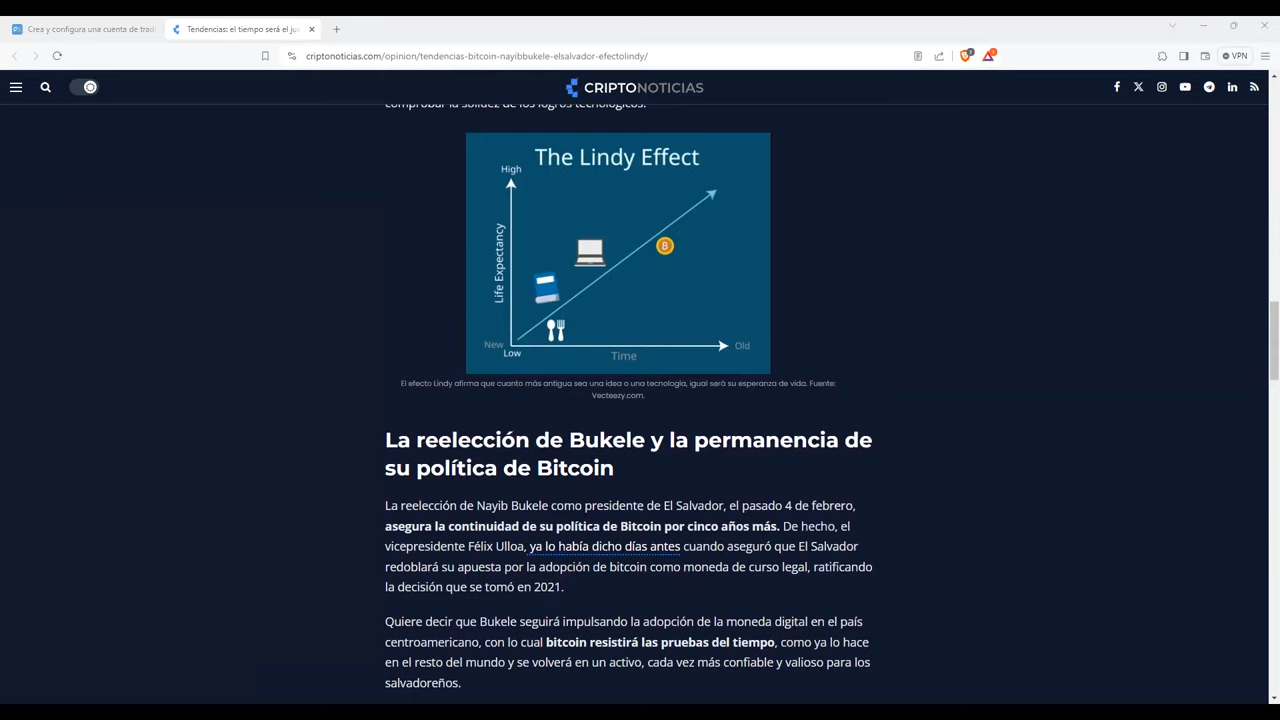 Crea y configura una cuenta de tradi
Tendencias: el tiempo será el jue
criptonoticias.com/opinion/tendencias-bitcoin-nayibbukele-elsalvador-efectolindy/
VPN
CRIPTONOTICIAS
comprobar la solidez de los logros tecnológicos.
The Lindy Effect
High
Life Expectancy
B
New
Low
Time
Old
El efecto Lindy afirma que cuanto más antigua sea una idea o una tecnología, igual será su esperanza de vida. Fuente:
Vecteezy.com.
La reelección de Bukele y la permanencia de
su política de Bitcoin
La reelección de Nayib Bukele como presidente de El Salvador, el pasado 4 de febrero,
asegura la continuidad de su política de Bitcoin por cinco años más. De hecho, el
vicepresidente Félix Ulloa, ya lo había dicho días antes cuando aseguró que El Salvador
redoblará su apuesta por la adopción de bitcoin como moneda de curso legal, ratificando
la decisión que se tomó en 2021.
Quiere decir que Bukele seguirá impulsando la adopción de la moneda digital en el país
centroamericano, con lo cual bitcoin resistirá las pruebas del tiempo, como ya lo hace
en el resto del mundo y se volverá en un activo, cada vez más confiable y valioso para los
salvadoreños.